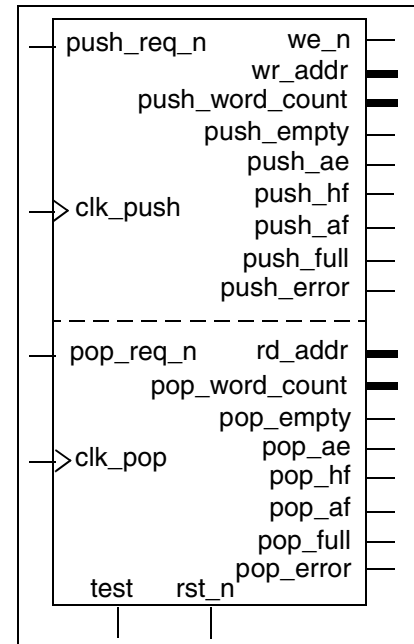 push_req_n we_n
wr_addr
push_word_count
push_empty
push_ae
clk_push push_hf
push_af
push_full
push_error
pop_req_n rd_addr
pop_word_count
pop_empty
clk_pop pop_ae
pop_hf
pop_af
pop_full
pop_error
test rst_n